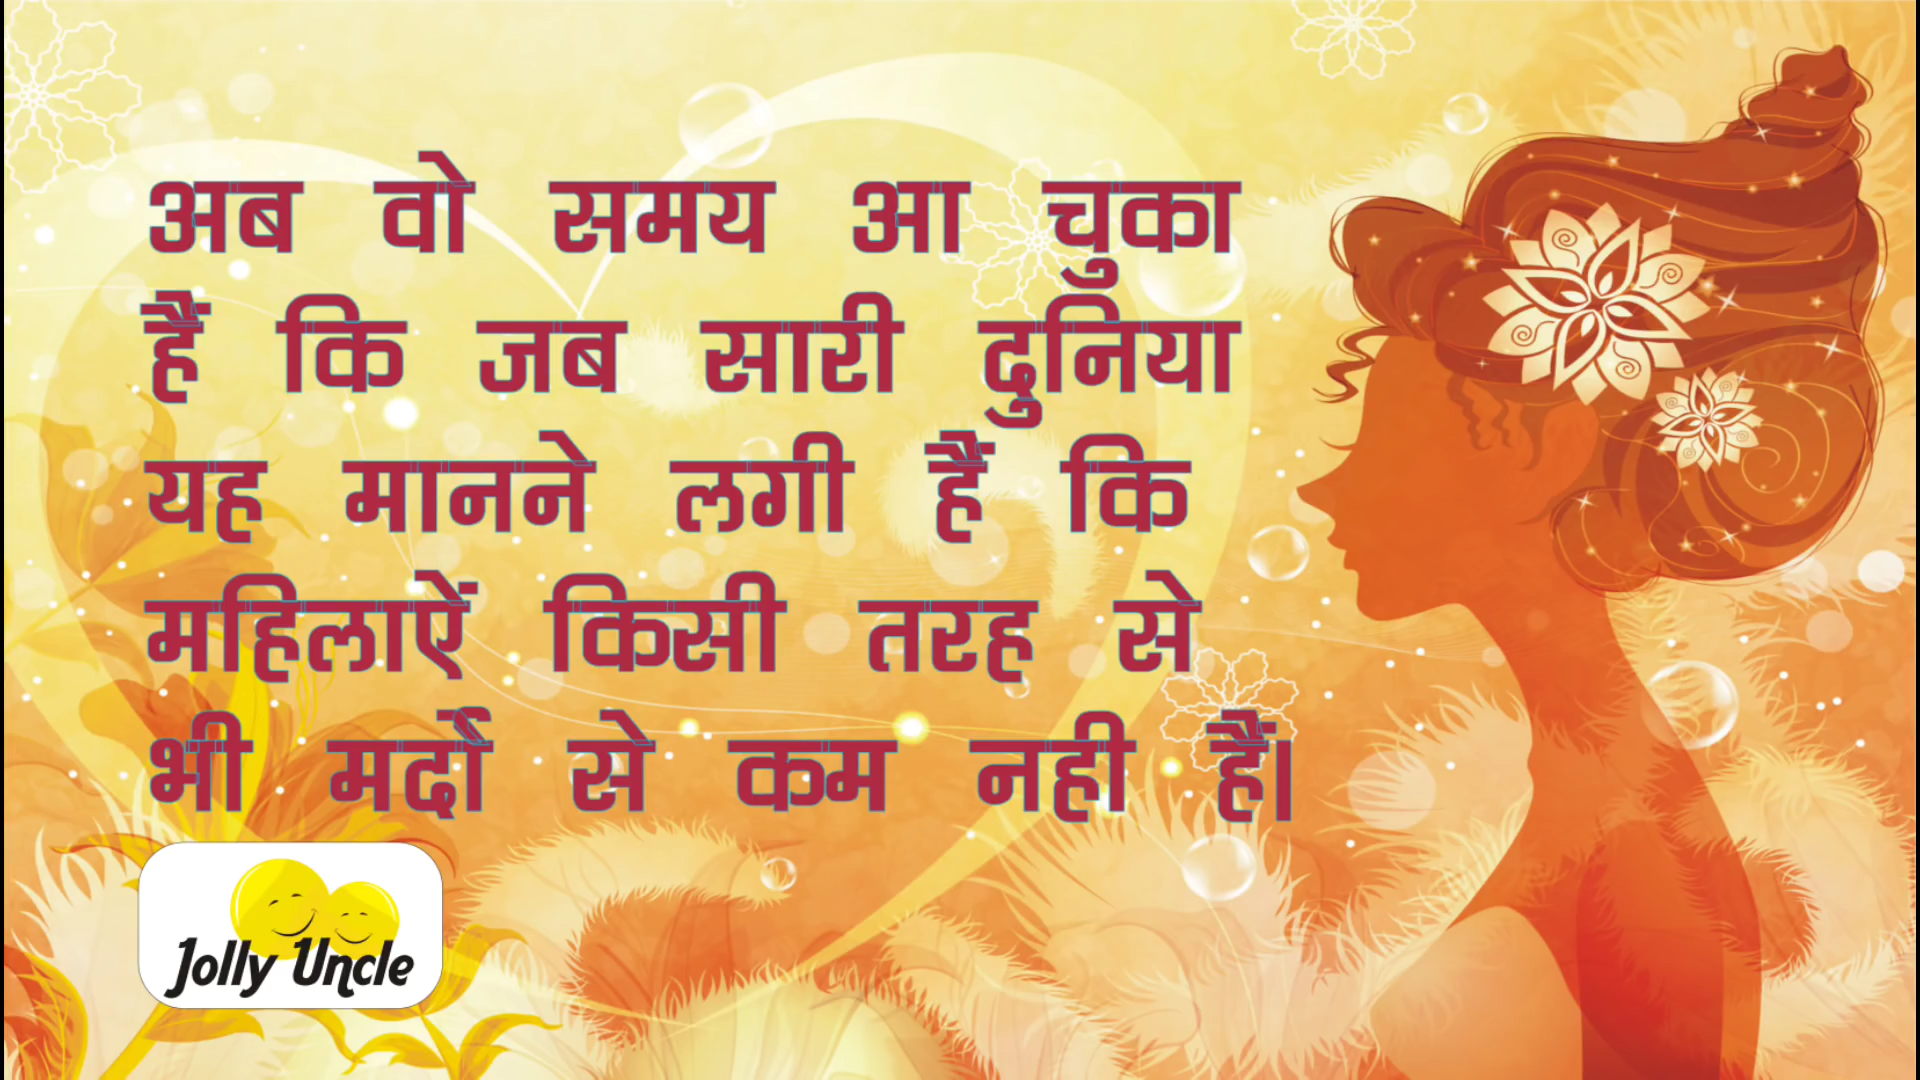 अब वो समय आ चुका
हैं कि जब सारी दुनिया
यह मानने लगी हैं कि
महिलाऐं किसी तरह से
भी मर्दो से कम नही हैं।
Jolly Uncle